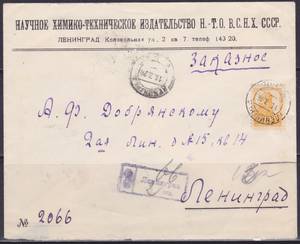 НАУЧНОЕ ХИМИКО-ТЕХНИЧЕСКОЕ ИЗДАТЕЛЬСТВО Н.-Т.О. В.С.Н.Х. СССР.
ЛЕНИНГРАД
ул. 2 кв 7. телеф 143 20.
Заказное
А. Ф. Добрянскому
2ая Лин. д № 15, кв 14
Ленинград
№ 2066